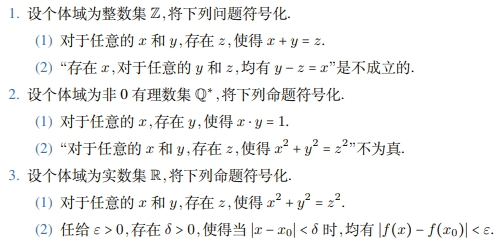 1. 设个体域为整数集 ℤ,将下列问题符号化.
(1) 对于任意的 x 和 y,存在 z,使得 x + y = z.
(2) “存在 x,对于任意的 y 和 z,均有 y − z = x”是不成立的.
2. 设个体域为非 0 有理数集 ℚ*,将下列命题符号化.
(1) 对于任意的 x,存在 y,使得 x · y = 1.
(2) “对于任意的 x 和 y,存在 z,使得 x² + y² = z²”不为真.
3. 设个体域为实数集 ℝ,将下列命题符号化.
(1) 对于任意的 x 和 y,存在 z,使得 x² + y² = z².
(2) 任给 ε > 0,存在 δ > 0,使得当 |x − x₀| < δ 时,均有 |f(x) − f(x₀)| < ε.